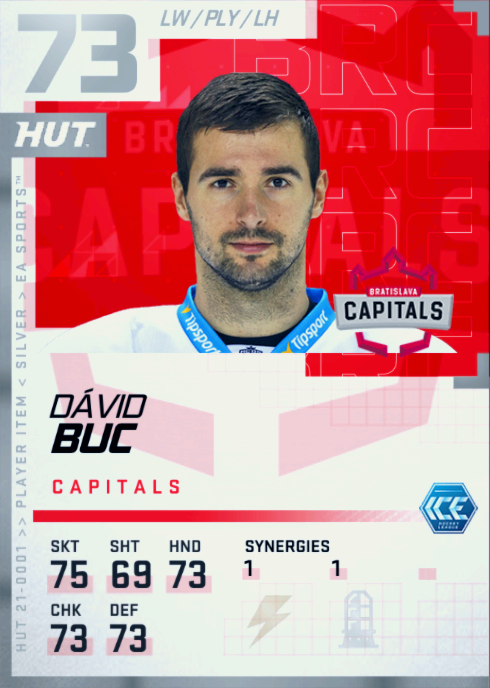 73
LW/PLY/LH
HUT™
BRATISLAVA
CAPITALS
tipsport
tipsport
DÁVID
BUC
CAPITALS
ICE
HOCKEY
LEAGUE
SKT SHT HND SYNERGIES
75 69 73 1 1
CHK DEF
73 73
HUT 21-0001 >> PLAYER ITEM < SILVER > EA SPORTS™